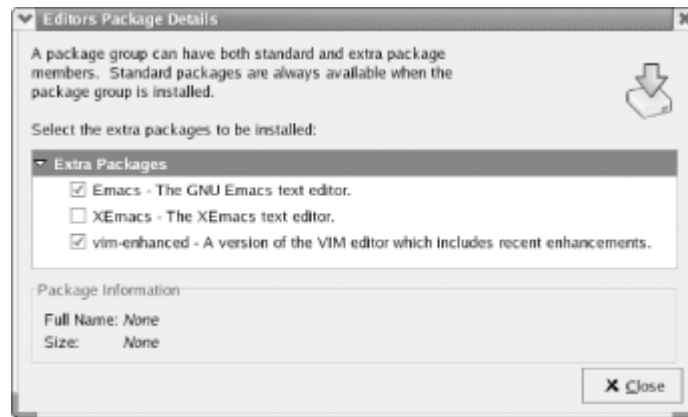 Editors Package Details
A package group can have both standard and extra package
members. Standard packages are always available when the
package group is installed.
Select the extra packages to be installed:
Extra Packages
Emacs - The GNU Emacs text editor.
XEmacs - The XEmacs text editor.
vim-enhanced - A version of the VIM editor which includes recent enhancements.
Package Information
Full Name: None
Size: None
Close